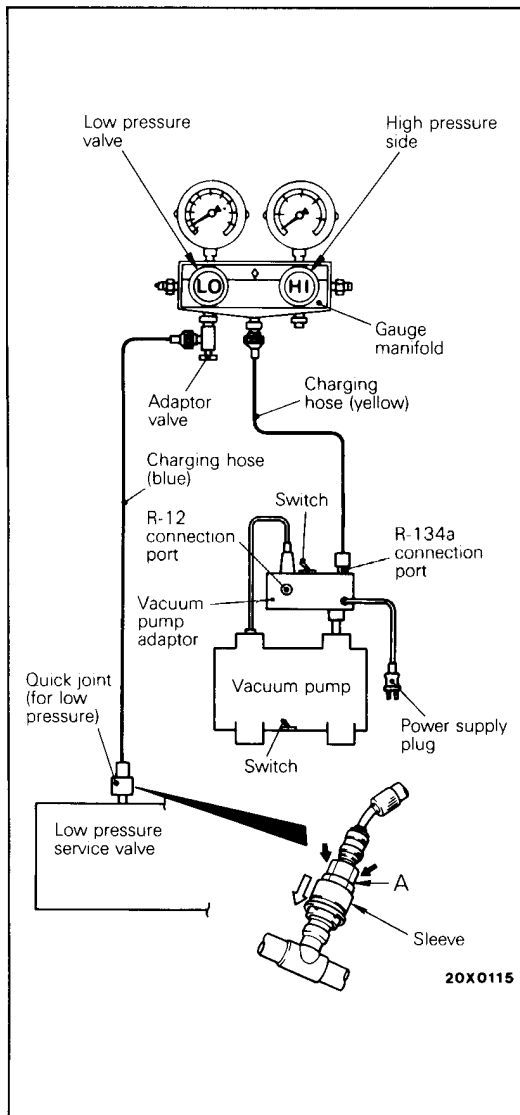 Low pressure
valve
High pressure
side
LO
HI
Gauge
manifold
Adaptor
valve
Charging
hose (yellow)
Charging hose
(blue)
Switch
R-12
connection
port
R-134a
connection
port
Vacuum
pump
adaptor
Vacuum pump
Quick joint
(for low
pressure)
Power supply
plug
Switch
Low pressure
service valve
A
Sleeve
20X0115